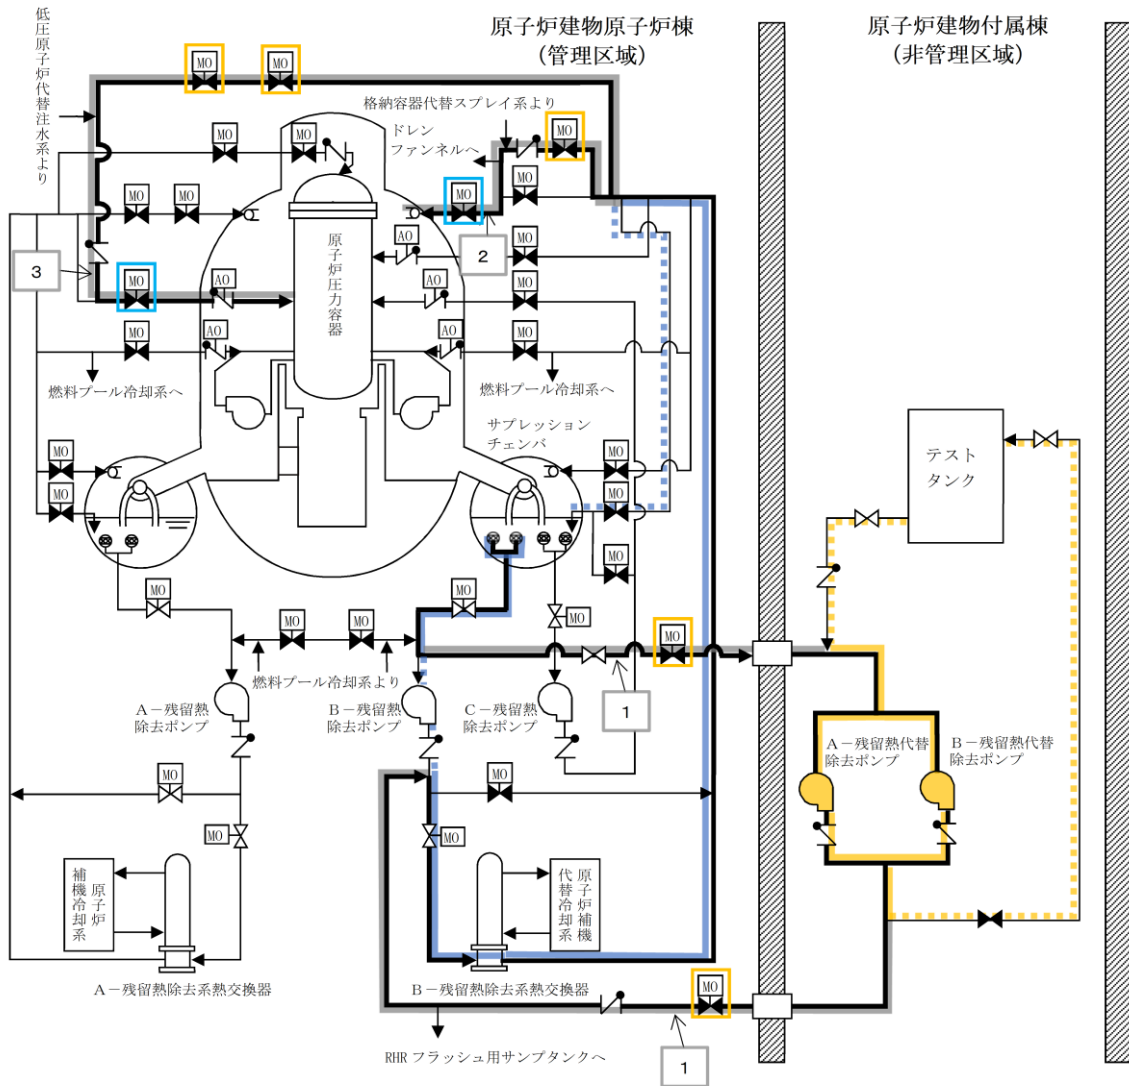 原子炉建物原子炉棟
（管理区域）
原子炉建物付属棟
（非管理区域）
低圧原子炉代替
注水系より
MO
MO
格納容器代替スプレイ系より
MO
ドレン
ファンネルへ
MO
MO
MO
MO
MO
MO
2
AO
MO
3
MO
AO
原子炉圧力容器
AO
MO
MO
AO
AO
MO
燃料プール冷却系へ
燃料プール冷却系へ
サプレッション
チェンバ
MO
MO
MO
MO
MO
テスト
タンク
MO
MO
MO
MO
MO
MO
燃料プール冷却系より
1
A－残留熱
除去ポンプ
B－残留熱
除去ポンプ
C－残留熱
除去ポンプ
A－残留熱代替
除去ポンプ
B－残留熱代替
除去ポンプ
MO
MO
MO
MO
原子炉
補機冷却系
原子炉補機
代替冷却系
A－残留熱除去系熱交換器
B－残留熱除去系熱交換器
MO
RHRフラッシュ用サンプタンクへ
1